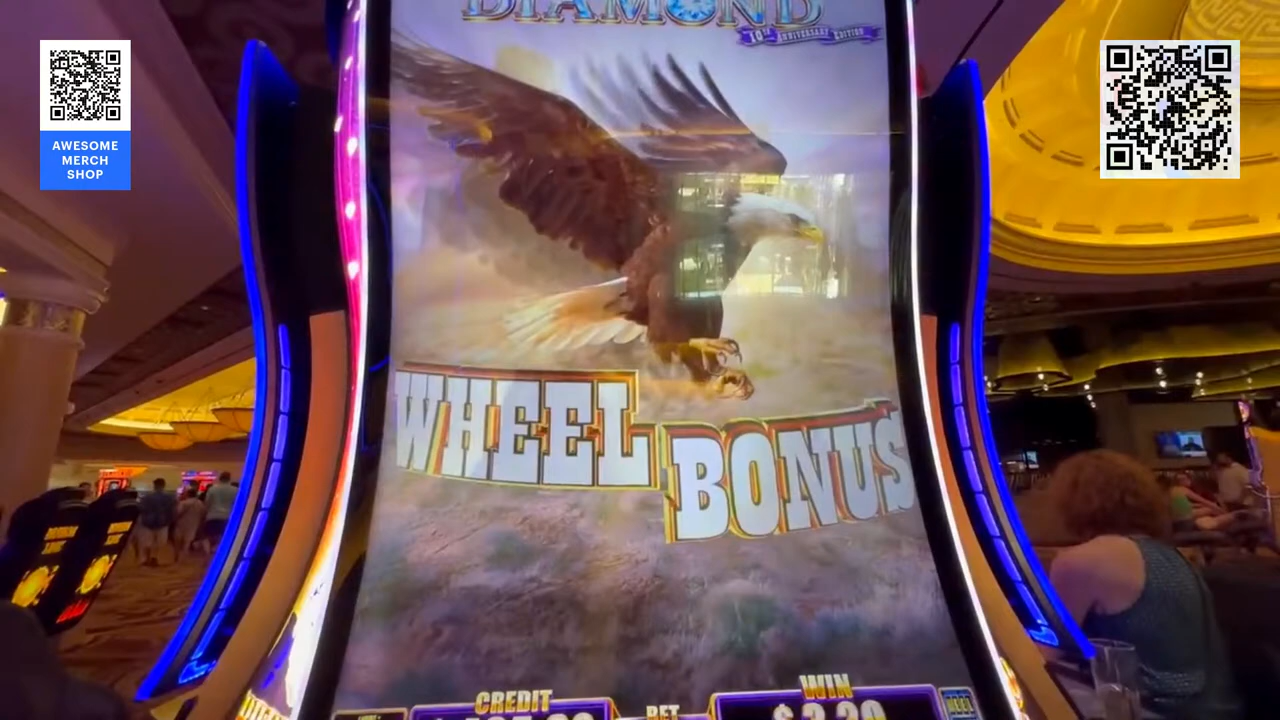 DIAMOND
10TH ANNIVERSARY EDITION
AWESOME
MERCH
SHOP
WHEEL
BONUS
CREDIT
BET
WIN